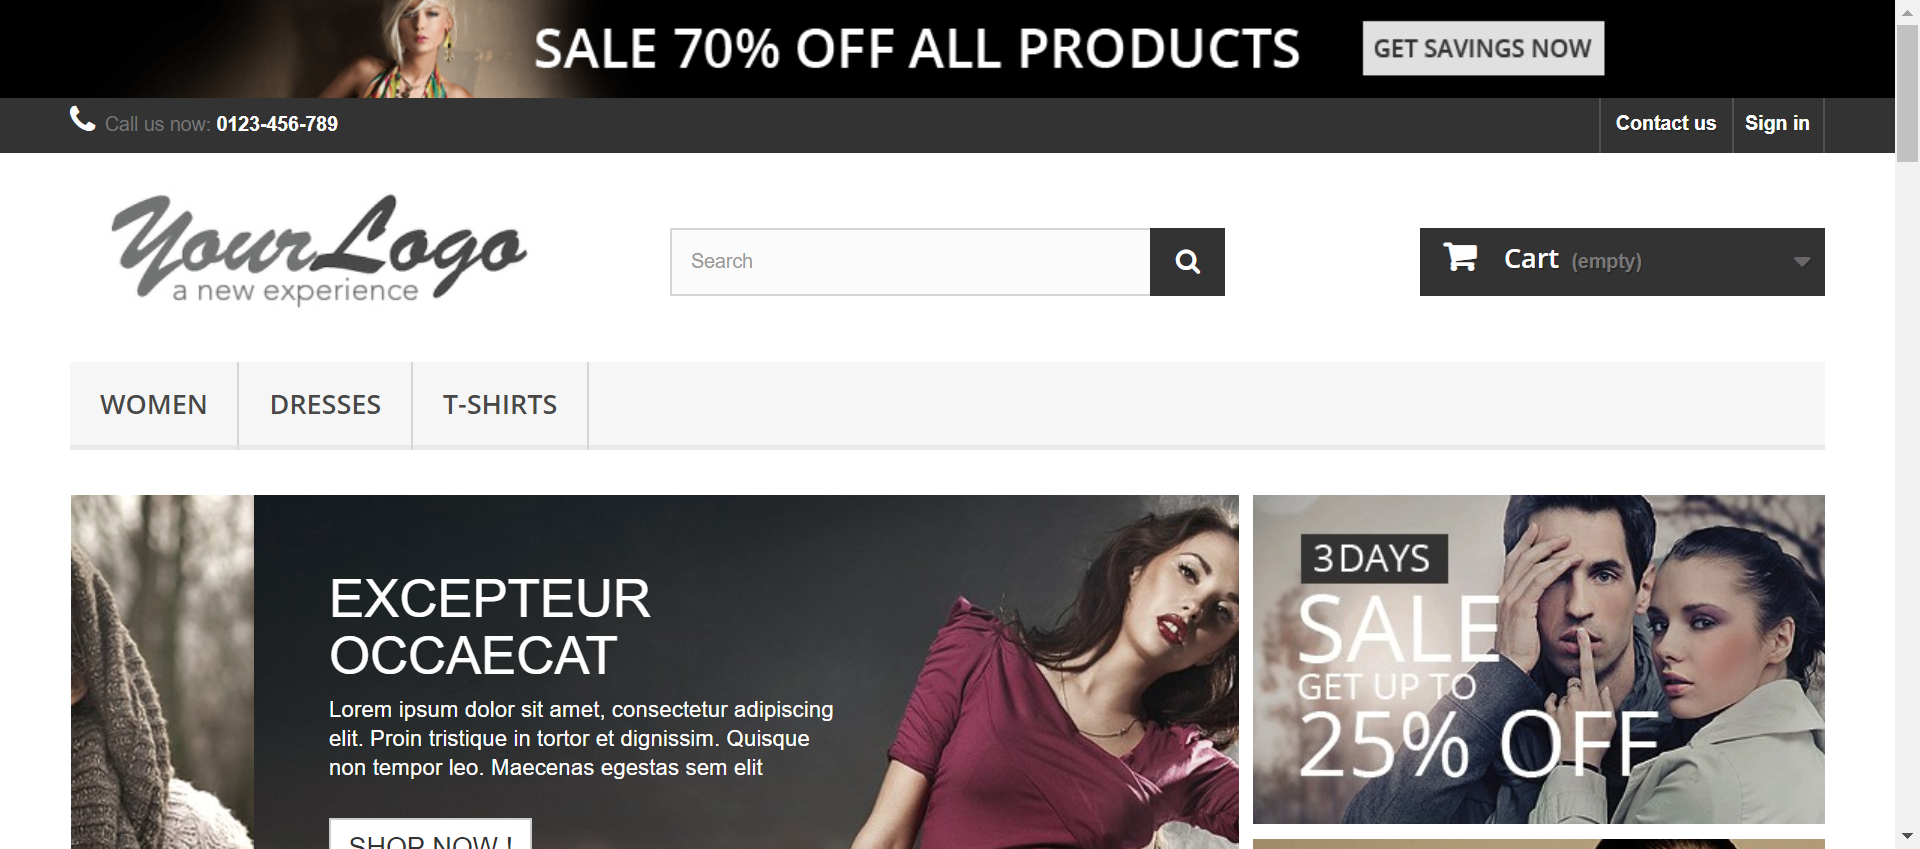 SALE 70% OFF ALL PRODUCTS GET SAVINGS NOW
Call us now: 0123-456-789 Contact us Sign in
YourLogo
a new experience
Search
Cart (empty)
WOMEN DRESSES T-SHIRTS
EXCEPTEUR
OCCAECAT
Lorem ipsum dolor sit amet, consectetur adipiscing
elit. Proin tristique in tortor et dignissim. Quisque
non tempor leo. Maecenas egestas sem elit
SHOP NOW !
3 DAYS
SALE
GET UP TO
25% OFF